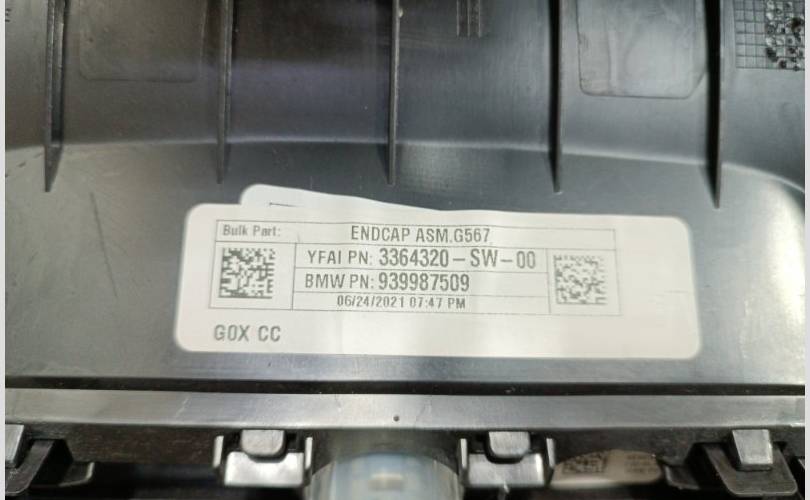 Bulk Part: ENDCAP ASM.G567
YFAI PN: 3364320-SW-00
BMW PN: 939987509
06/24/2021 07:47 PM
G0X CC